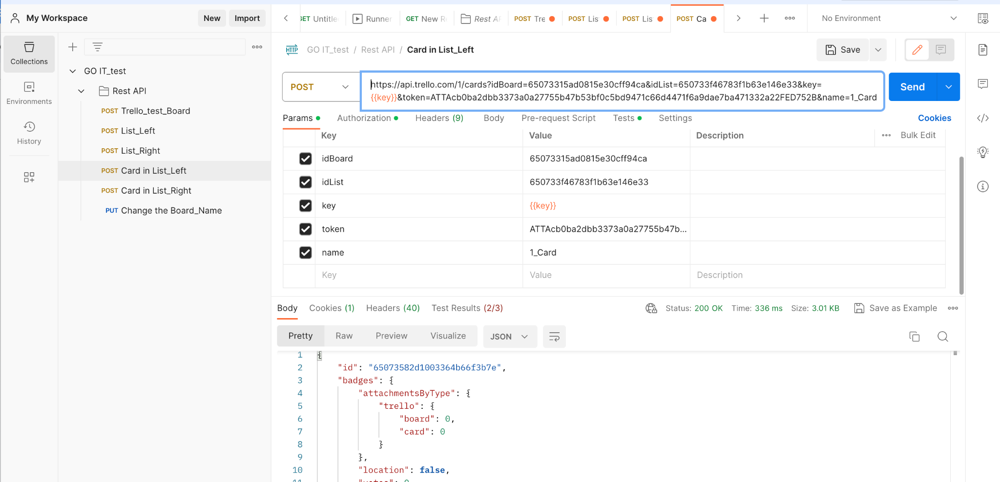 My Workspace
New
Import
GET Untitle
Runner
GET New R
Rest AP
POST Tre
POST Lis
POST Lis
POST Ca
No Environment
Collections
Environments
History
GO IT_test
Rest API
POST Trello_test_Board
POST List_Left
POST List_Right
POST Card in List_Left
POST Card in List_Right
PUT Change the Board_Name
HTTP GO IT_test / Rest API / Card in List_Left
Save
POST
https://api.trello.com/1/cards?idBoard=65073315ad0815e30cff94ca&idList=650733f46783f1b63e146e33&key=
{{key}}&token=ATTAcb0ba2dbb3373a0a27755b47b53bf0c5bd9471c66d4471f6a9dae7ba471332a22FED752B&name=1_Card
Send
Params
Authorization
Headers (9)
Body
Pre-request Script
Tests
Settings
Cookies
Key Value Description Bulk Edit
idBoard 65073315ad0815e30cff94ca
idList 650733f46783f1b63e146e33
key {{key}}
token ATTAcb0ba2dbb3373a0a27755b47b...
name 1_Card
Key Value Description
Body Cookies (1) Headers (40) Test Results (2/3)
Status: 200 OK Time: 336 ms Size: 3.01 KB Save as Example
Pretty Raw Preview Visualize JSON
1 {
2 "id": "65073582d1003364b66f3b7e",
3 "badges": {
4 "attachmentsByType": {
5 "trello": {
6 "board": 0,
7 "card": 0
8 }
9 },
10 "location": false,
11 "votes": 0